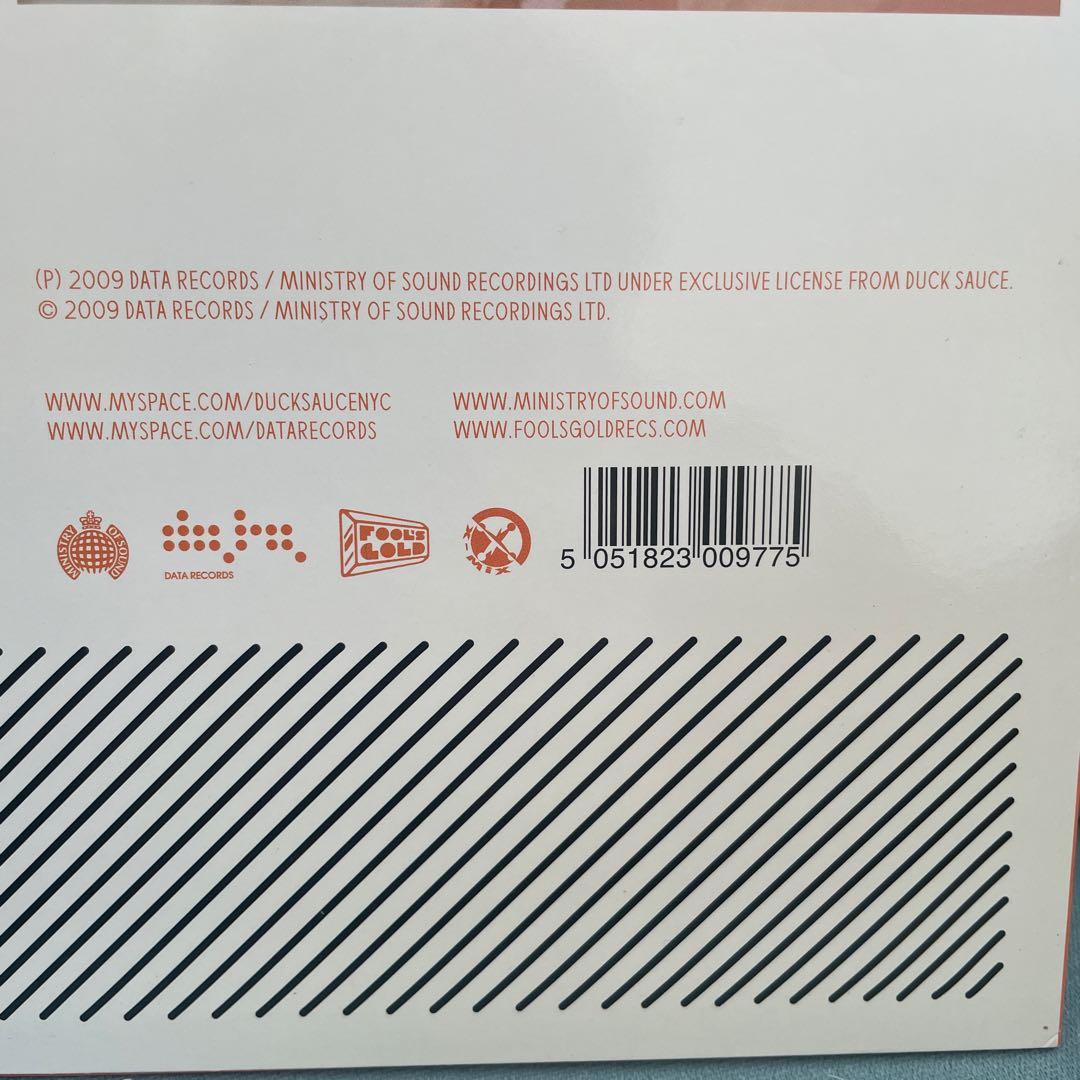 (P) 2009 DATA RECORDS / MINISTRY OF SOUND RECORDINGS LTD UNDER EXCLUSIVE LICENSE FROM DUCK SAUCE.
© 2009 DATA RECORDS / MINISTRY OF SOUND RECORDINGS LTD.
WWW.MYSPACE.COM/DUCKSAUCENYC
WWW.MYSPACE.COM/DATARECORDS
WWW.MINISTRYOFSOUND.COM
WWW.FOOLSGOLDRECS.COM
MINISTRY OF SOUND
DATA RECORDS
FOOL'S
GOLD
X-MIX
5 051823 009775